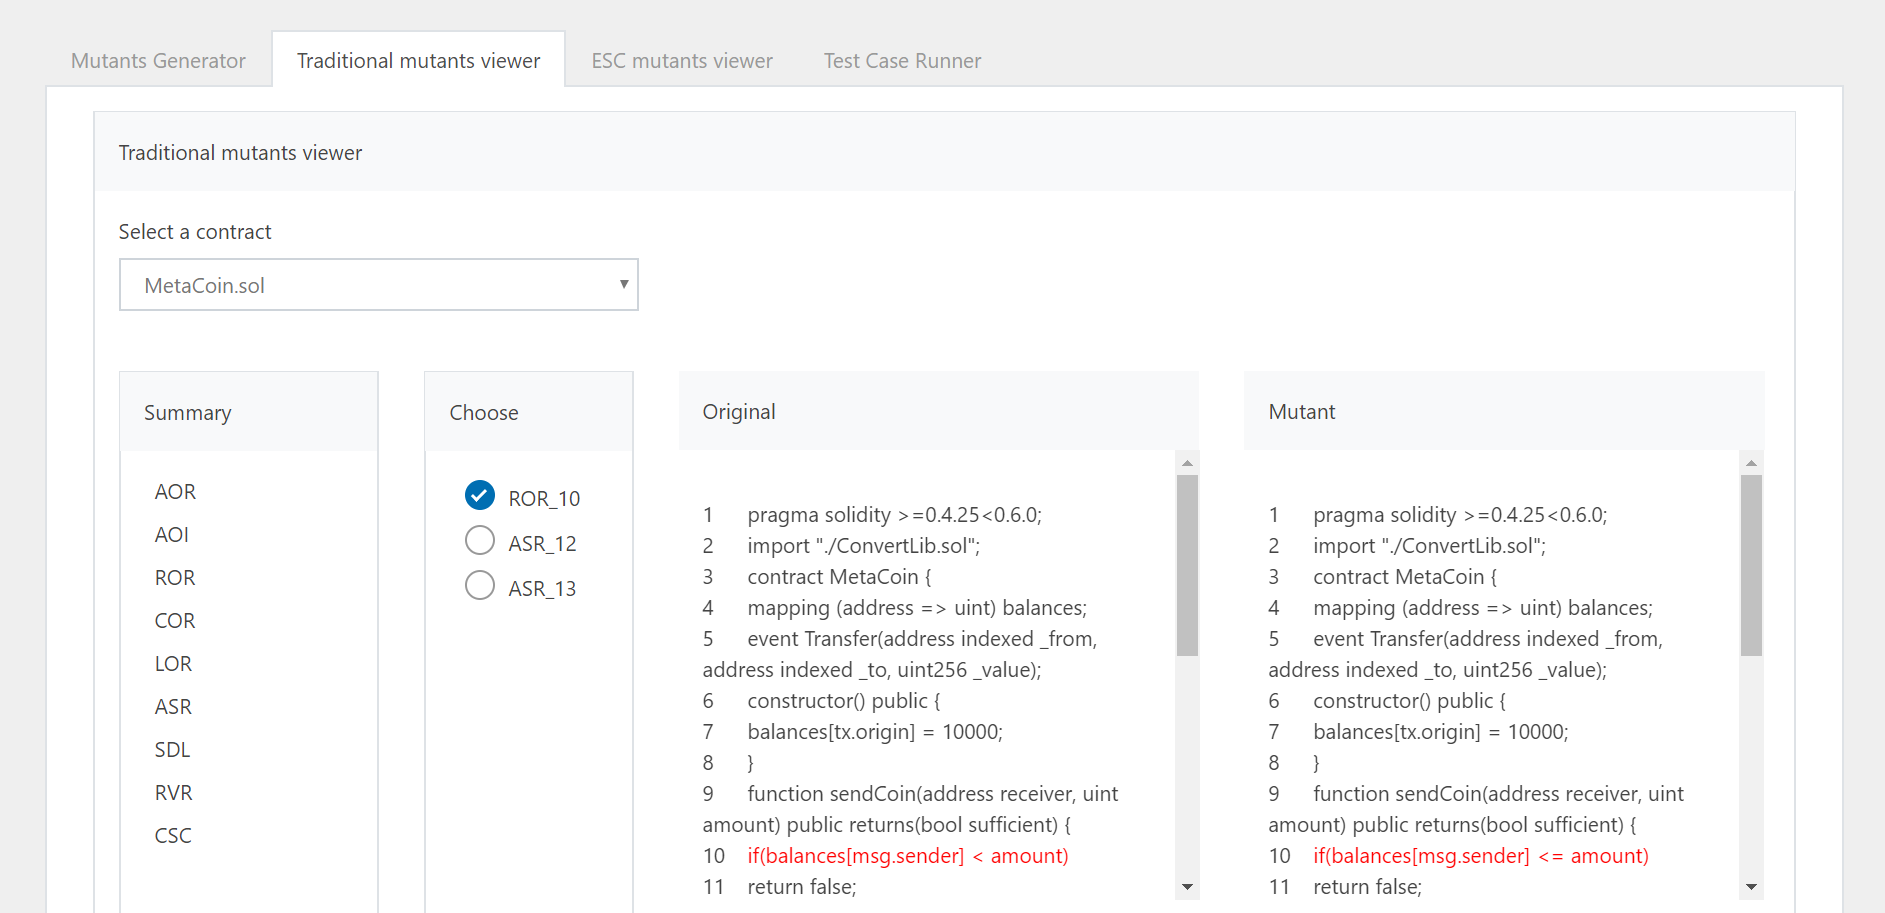 Mutants Generator
Traditional mutants viewer
ESC mutants viewer
Test Case Runner
Traditional mutants viewer
Select a contract
MetaCoin.sol
Summary
AOR
AOI
ROR
COR
LOR
ASR
SDL
RVR
CSC
Choose
ROR_10
ASR_12
ASR_13
Original
1 pragma solidity >=0.4.25<0.6.0;
2 import "./ConvertLib.sol";
3 contract MetaCoin {
4 mapping (address => uint) balances;
5 event Transfer(address indexed _from,
address indexed _to, uint256 _value);
6 constructor() public {
7 balances[tx.origin] = 10000;
8 }
9 function sendCoin(address receiver, uint
amount) public returns(bool sufficient) {
10 if(balances[msg.sender] < amount)
11 return false;
Mutant
1 pragma solidity >=0.4.25<0.6.0;
2 import "./ConvertLib.sol";
3 contract MetaCoin {
4 mapping (address => uint) balances;
5 event Transfer(address indexed _from,
address indexed _to, uint256 _value);
6 constructor() public {
7 balances[tx.origin] = 10000;
8 }
9 function sendCoin(address receiver, uint
amount) public returns(bool sufficient) {
10 if(balances[msg.sender] <= amount)
11 return false;